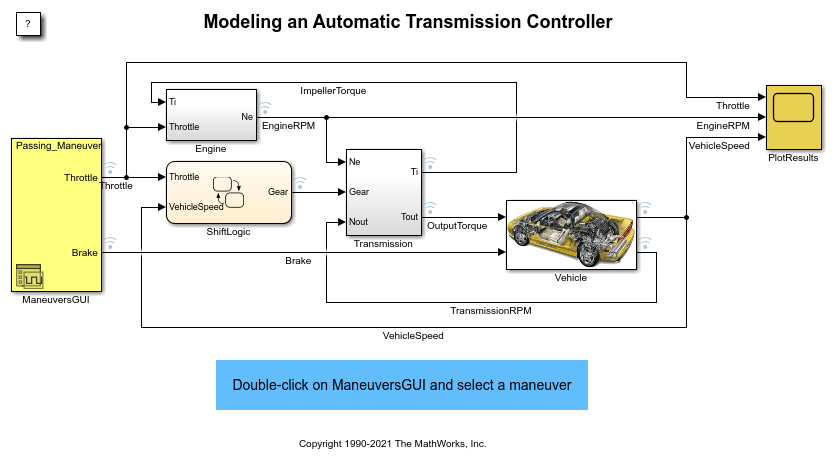 ?
Modeling an Automatic Transmission Controller
ImpellerTorque
Ti
Throttle
Ne
EngineRPM
Engine
Throttle
EngineRPM
VehicleSpeed
PlotResults
Passing_Maneuver
Throttle
Throttle
Brake
ManeuversGUI
Throttle
VehicleSpeed
Gear
ShiftLogic
Ne
Gear
Nout
Ti
Tout
Transmission
OutputTorque
Brake
Vehicle
TransmissionRPM
VehicleSpeed
Double-click on ManeuversGUI and select a maneuver
Copyright 1990-2021 The MathWorks, Inc.